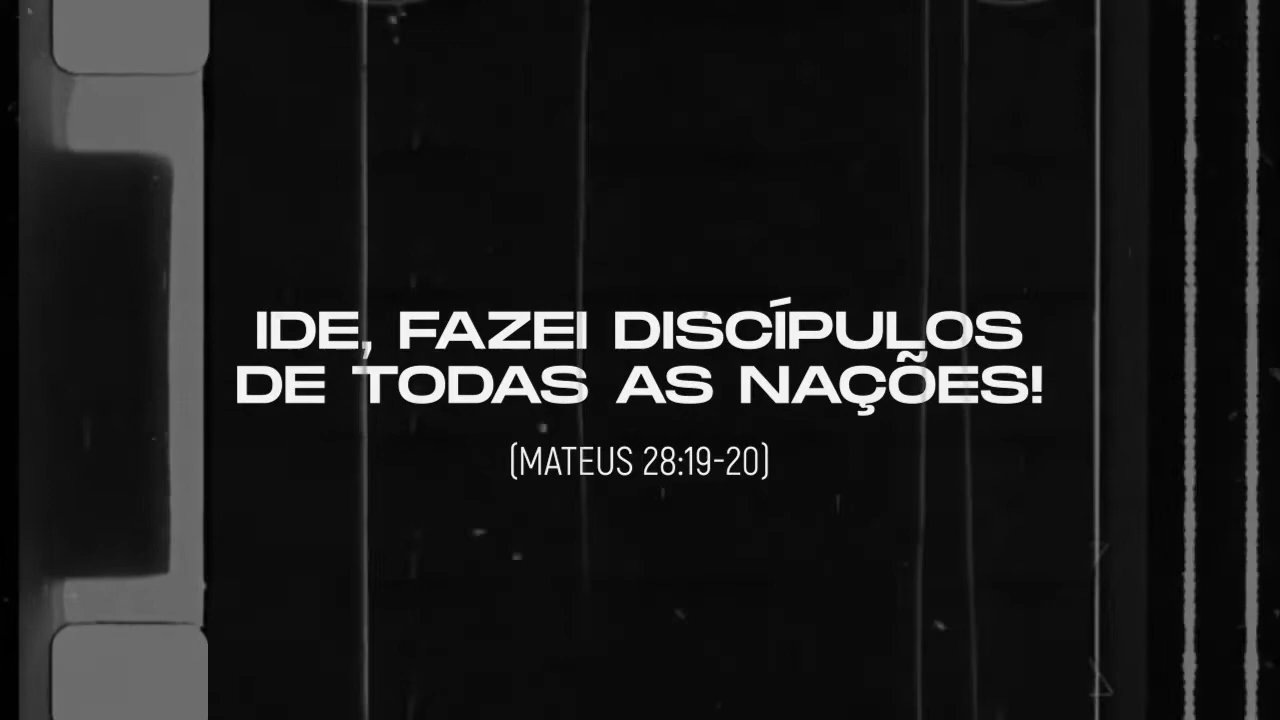 IDE, FAZEI DISCÍPULOS
DE TODAS AS NAÇÕES!
(MATEUS 28:19-20)